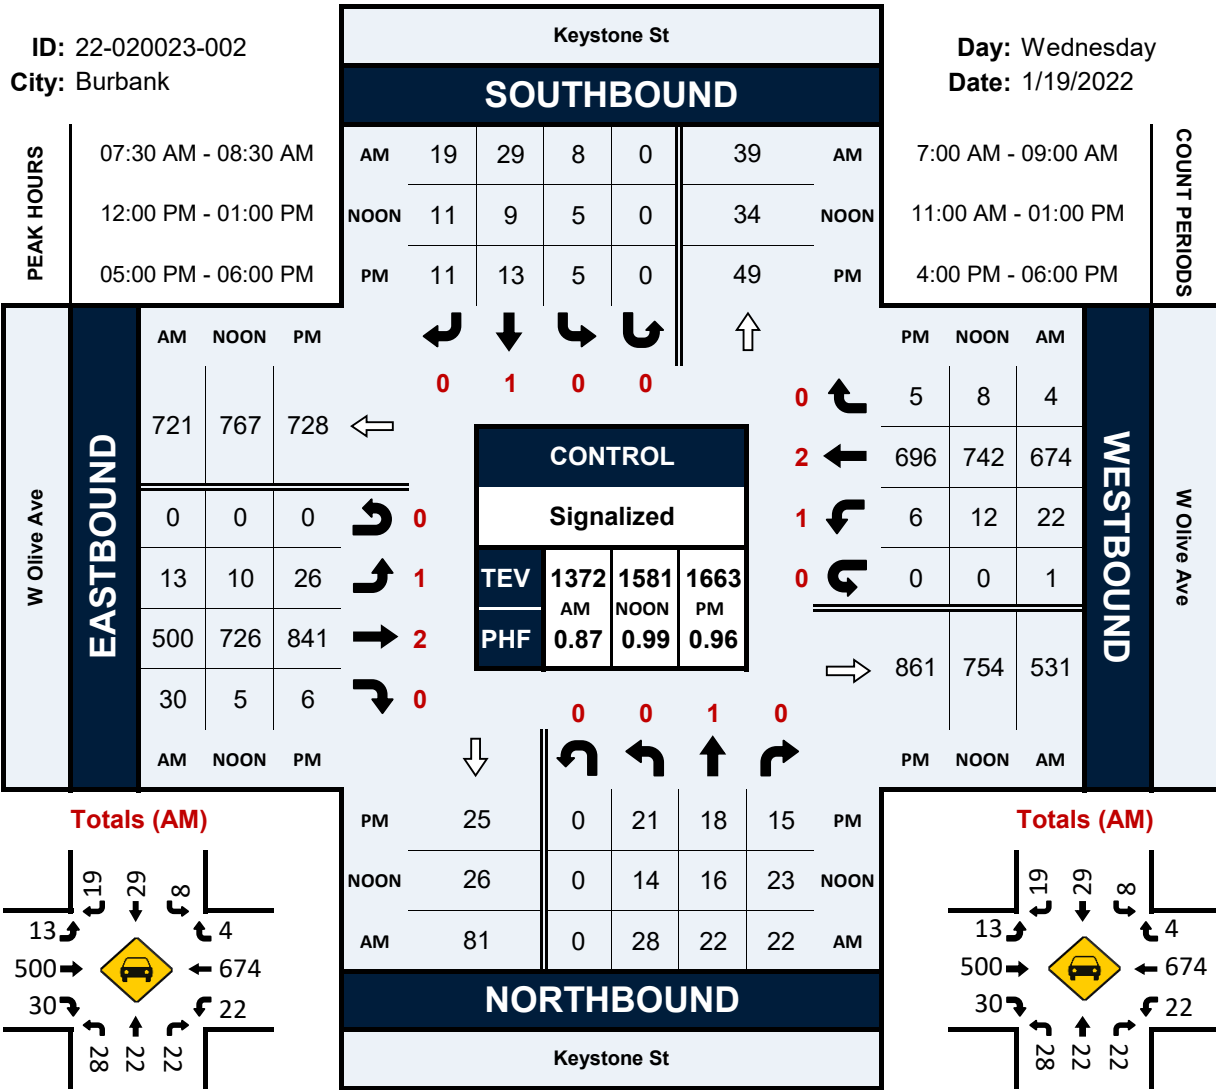 Keystone St
ID: 22-020023-002
City: Burbank
Day: Wednesday
Date: 1/19/2022
SOUTHBOUND
PEAK HOURS
07:30 AM - 08:30 AM
12:00 PM - 01:00 PM
05:00 PM - 06:00 PM
AM 19 29 8 0 39 AM
NOON 11 9 5 0 34 NOON
PM 11 13 5 0 49 PM
7:00 AM - 09:00 AM
11:00 AM - 01:00 PM
4:00 PM - 06:00 PM
COUNT PERIODS
0 1 0 0
W Olive Ave
EASTBOUND
AM NOON PM
721 767 728
0 0 0 0
13 10 26 1
500 726 841 2
30 5 6 0
AM NOON PM
CONTROL
Signalized
TEV 1372 1581 1663
AM NOON PM
PHF 0.87 0.99 0.96
PM NOON AM
0 5 8 4
2 696 742 674
1 6 12 22
0 0 0 1
861 754 531
PM NOON AM
WESTBOUND
W Olive Ave
0 0 1 0
PM 25 0 21 18 15 PM
NOON 26 0 14 16 23 NOON
AM 81 0 28 22 22 AM
NORTHBOUND
Keystone St
Totals (AM)
19 29 8
13 4
500 674
30 22
28 22 22
Totals (AM)
19 29 8
13 4
500 674
30 22
28 22 22